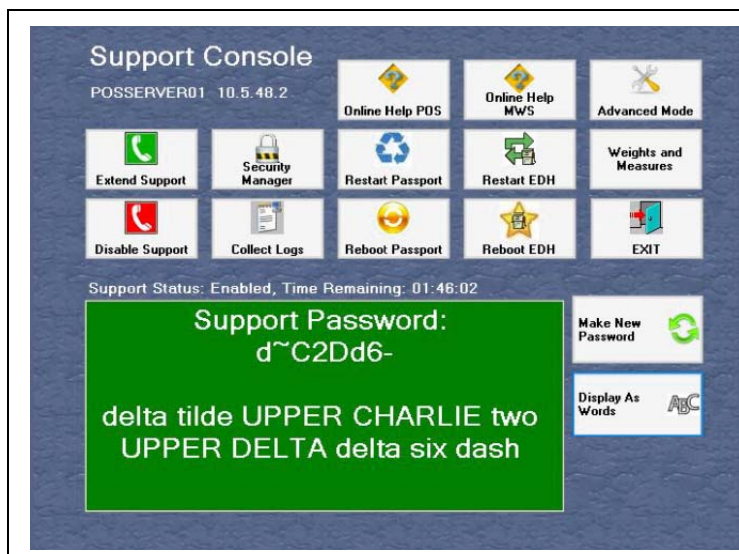 Support Console
POSSERVER01 10.5.48.2
Online Help POS
Online Help
MWS
Advanced Mode
Extend Support
Security
Manager
Restart Passport
Restart EDH
Weights and
Measures
Disable Support
Collect Logs
Reboot Passport
Reboot EDH
EXIT
Support Status: Enabled, Time Remaining: 01:46:02
Support Password:
d~C2Dd6-
delta tilde UPPER CHARLIE two
UPPER DELTA delta six dash
Make New
Password
Display As
Words
ABC